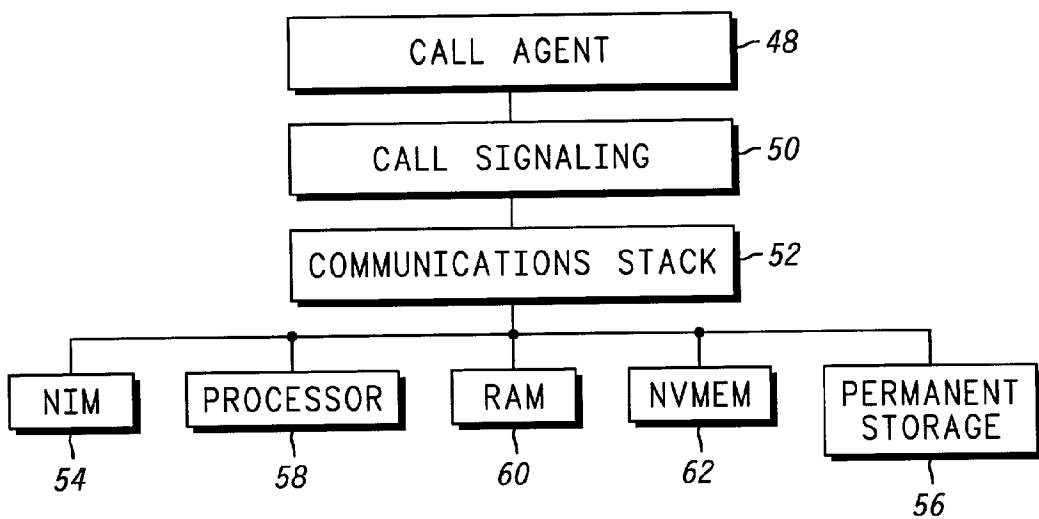 CALL AGENT
48
CALL SIGNALING
50
COMMUNICATIONS STACK
52
NIM
PROCESSOR
RAM
NVMEM
PERMANENT
STORAGE
54
58
60
62
56